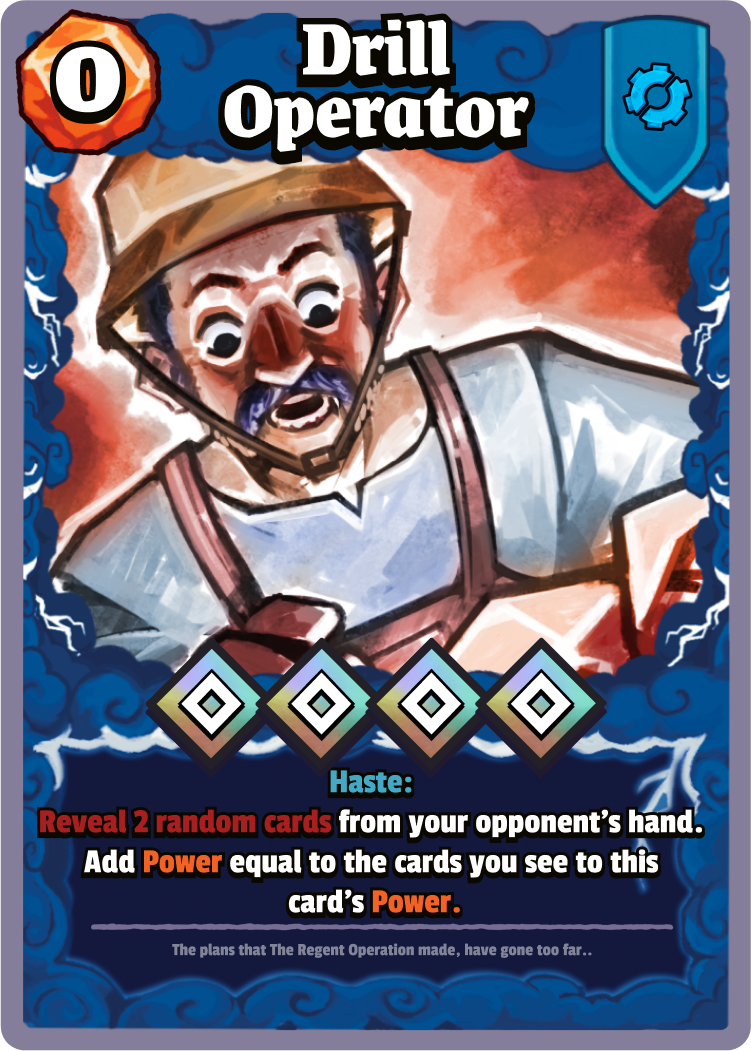 0
Drill
Operator
Haste:
Reveal 2 random cards from your opponent's hand.
Add Power equal to the cards you see to this
card's Power.
The plans that The Regent Operation made, have gone too far..